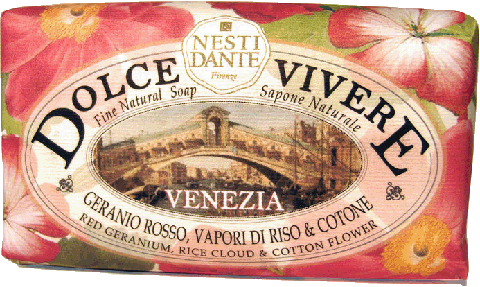 NESTI
DANTE
Firenze
DOLCE VIVERE
Fine Natural Soap
Sapone Naturale
VENEZIA
GERANIO ROSSO, VAPORI DI RISO & COTONE
RED GERANIUM, RICE CLOUD & COTTON FLOWER